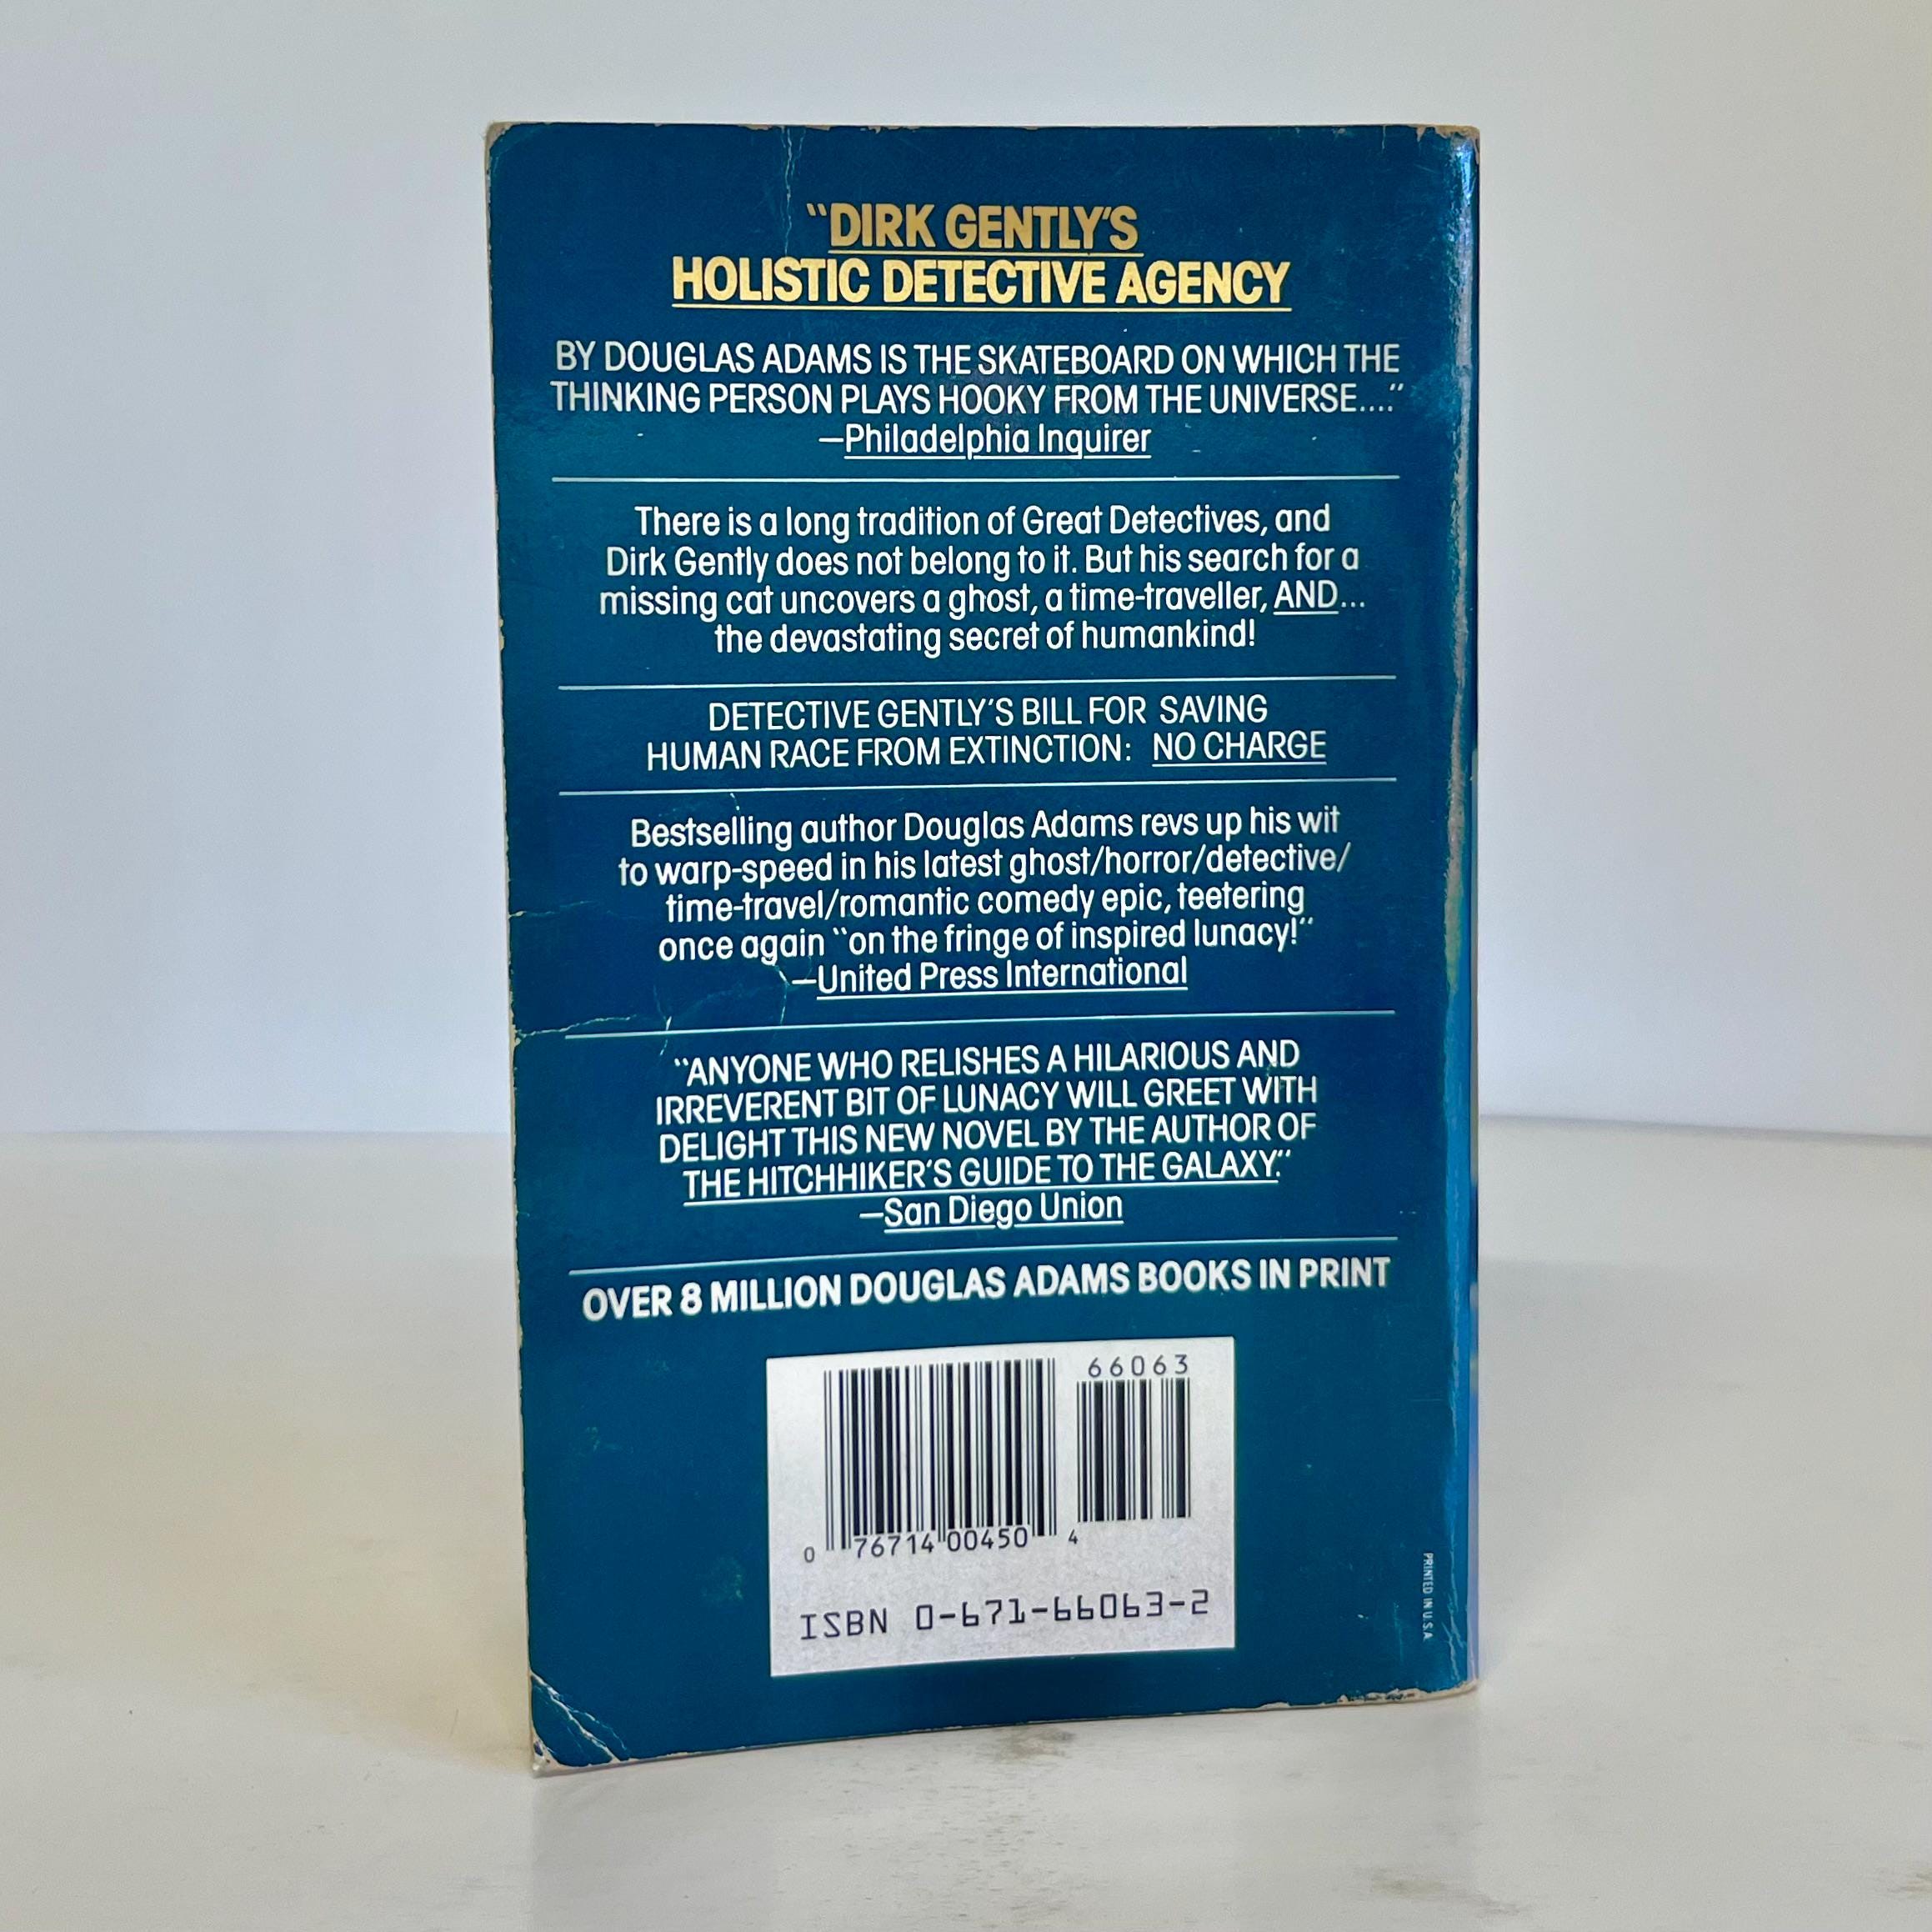 "DIRK GENTLY'S
HOLISTIC DETECTIVE AGENCY
BY DOUGLAS ADAMS IS THE SKATEBOARD ON WHICH THE
THINKING PERSON PLAYS HOOKY FROM THE UNIVERSE...."
—Philadelphia Inquirer
There is a long tradition of Great Detectives, and
Dirk Gently does not belong to it. But his search for a
missing cat uncovers a ghost, a time-traveller, AND...
the devastating secret of humankind!
DETECTIVE GENTLY'S BILL FOR SAVING
HUMAN RACE FROM EXTINCTION: NO CHARGE
Bestselling author Douglas Adams revs up his wit
to warp-speed in his latest ghost/horror/detective/
time-travel/romantic comedy epic, teetering
once again "on the fringe of inspired lunacy!"
—United Press International
"ANYONE WHO RELISHES A HILARIOUS AND
IRREVERENT BIT OF LUNACY WILL GREET WITH
DELIGHT THIS NEW NOVEL BY THE AUTHOR OF
THE HITCHHIKER'S GUIDE TO THE GALAXY."
—San Diego Union
OVER 8 MILLION DOUGLAS ADAMS BOOKS IN PRINT
66063
0 76714 00450 4
ISBN 0-671-66063-2
PRINTED IN U.S.A.